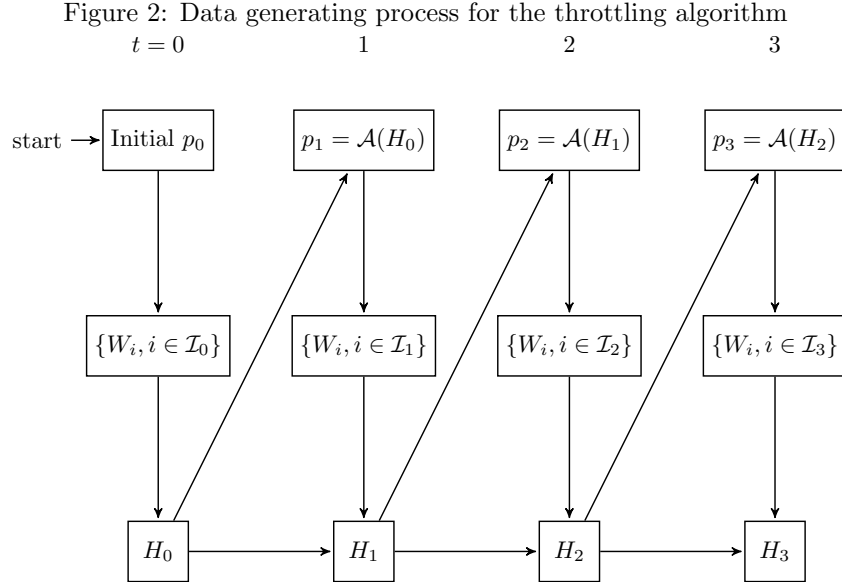 Figure 2: Data generating process for the throttling algorithm
t = 0 1 2 3
start Initial p₀ p₁ = 𝒜(H₀) p₂ = 𝒜(H₁) p₃ = 𝒜(H₂)
{Wᵢ, i ∈ ℐ₀} {Wᵢ, i ∈ ℐ₁} {Wᵢ, i ∈ ℐ₂} {Wᵢ, i ∈ ℐ₃}
H₀ H₁ H₂ H₃